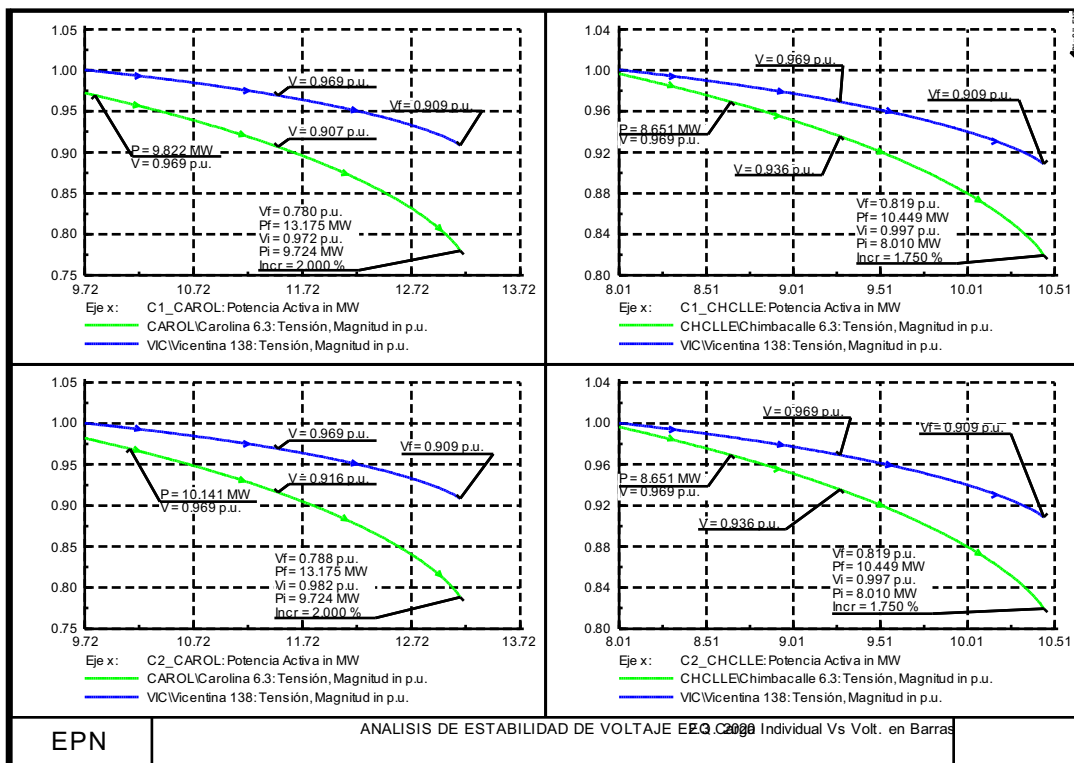 1.05
1.00
0.95
0.90
0.85
0.80
0.75
9.72
10.72
11.72
12.72
13.72
V = 0.969 p.u.
Vf = 0.909 p.u.
V = 0.907 p.u.
P = 9.822 MW
V = 0.969 p.u.
Vf = 0.780 p.u.
Pf = 13.175 MW
Vi = 0.972 p.u.
Pi = 9.724 MW
Incr = 2.000 %
Eje x: C1_CAROL: Potencia Activa in MW
CAROL\Carolina 6.3: Tensión, Magnitud in p.u.
VIC\Vicentina 138: Tensión, Magnitud in p.u.
1.04
1.00
0.96
0.92
0.88
0.84
0.80
8.01
8.51
9.01
9.51
10.01
10.51
V = 0.969 p.u.
Vf = 0.909 p.u.
P = 8.651 MW
V = 0.969 p.u.
V = 0.936 p.u.
Vf = 0.819 p.u.
Pf = 10.449 MW
Vi = 0.997 p.u.
Pi = 8.010 MW
Incr = 1.750 %
Eje x: C1_CHCLLE: Potencia Activa in MW
CHCLLE\Chimbacalle 6.3: Tensión, Magnitud in p.u.
VIC\Vicentina 138: Tensión, Magnitud in p.u.
1.05
1.00
0.95
0.90
0.85
0.80
0.75
9.72
10.72
11.72
12.72
13.72
V = 0.969 p.u.
Vf = 0.909 p.u.
V = 0.916 p.u.
P = 10.141 MW
V = 0.969 p.u.
Vf = 0.788 p.u.
Pf = 13.175 MW
Vi = 0.982 p.u.
Pi = 9.724 MW
Incr = 2.000 %
Eje x: C2_CAROL: Potencia Activa in MW
CAROL\Carolina 6.3: Tensión, Magnitud in p.u.
VIC\Vicentina 138: Tensión, Magnitud in p.u.
1.04
1.00
0.96
0.92
0.88
0.84
0.80
8.01
8.51
9.01
9.51
10.01
10.51
V = 0.969 p.u.
Vf = 0.909 p.u.
P = 8.651 MW
V = 0.969 p.u.
V = 0.936 p.u.
Vf = 0.819 p.u.
Pf = 10.449 MW
Vi = 0.997 p.u.
Pi = 8.010 MW
Incr = 1.750 %
Eje x: C2_CHCLLE: Potencia Activa in MW
CHCLLE\Chimbacalle 6.3: Tensión, Magnitud in p.u.
VIC\Vicentina 138: Tensión, Magnitud in p.u.
EPN
ANALISIS DE ESTABILIDAD DE VOLTAJE Individual Vs Volt. en Barras